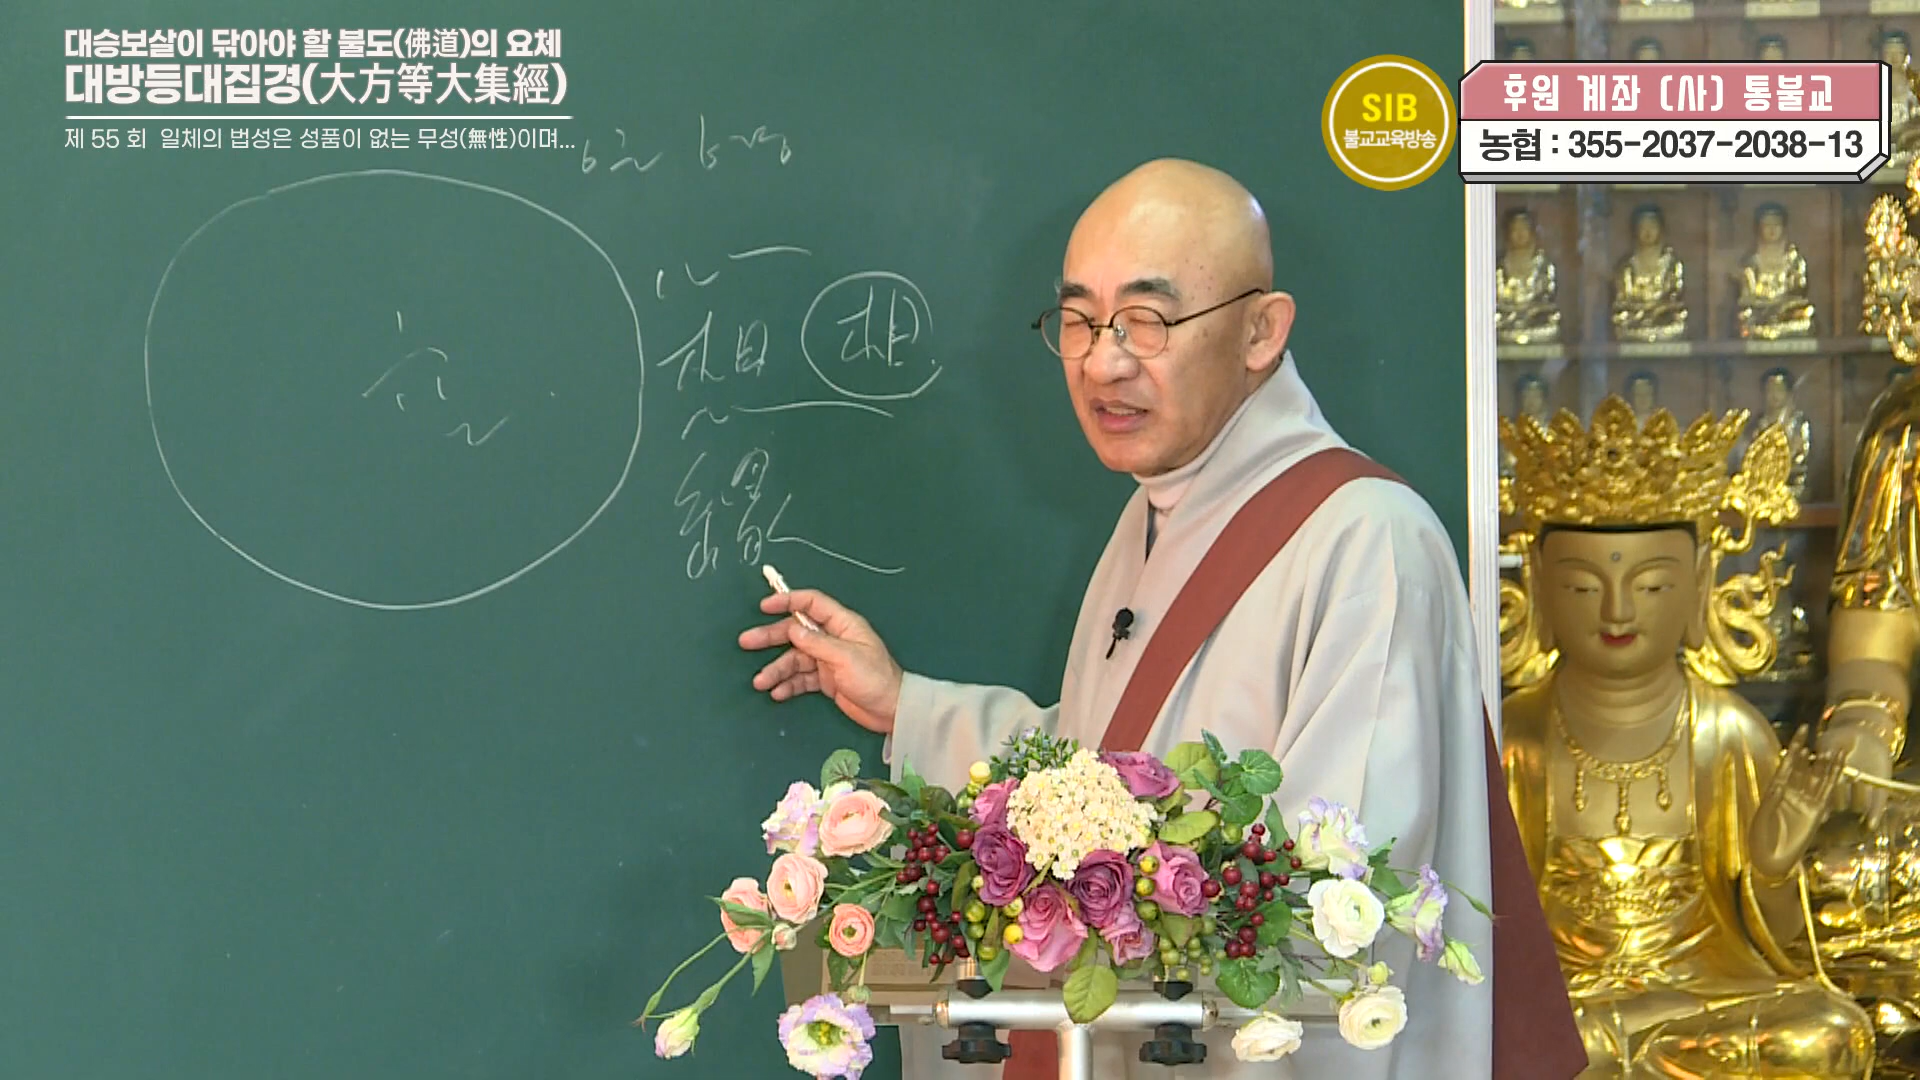 대승보살이 닦아야 할 불도(佛道)의 요체
대방등대집경(大方等大集經)
제 55 회 일체의 법성은 성품이 없는 무성(無性)이며...
SIB
불교교육방송
후원 계좌 (사) 통불교
농협 : 355-2037-2038-13
空
相 相